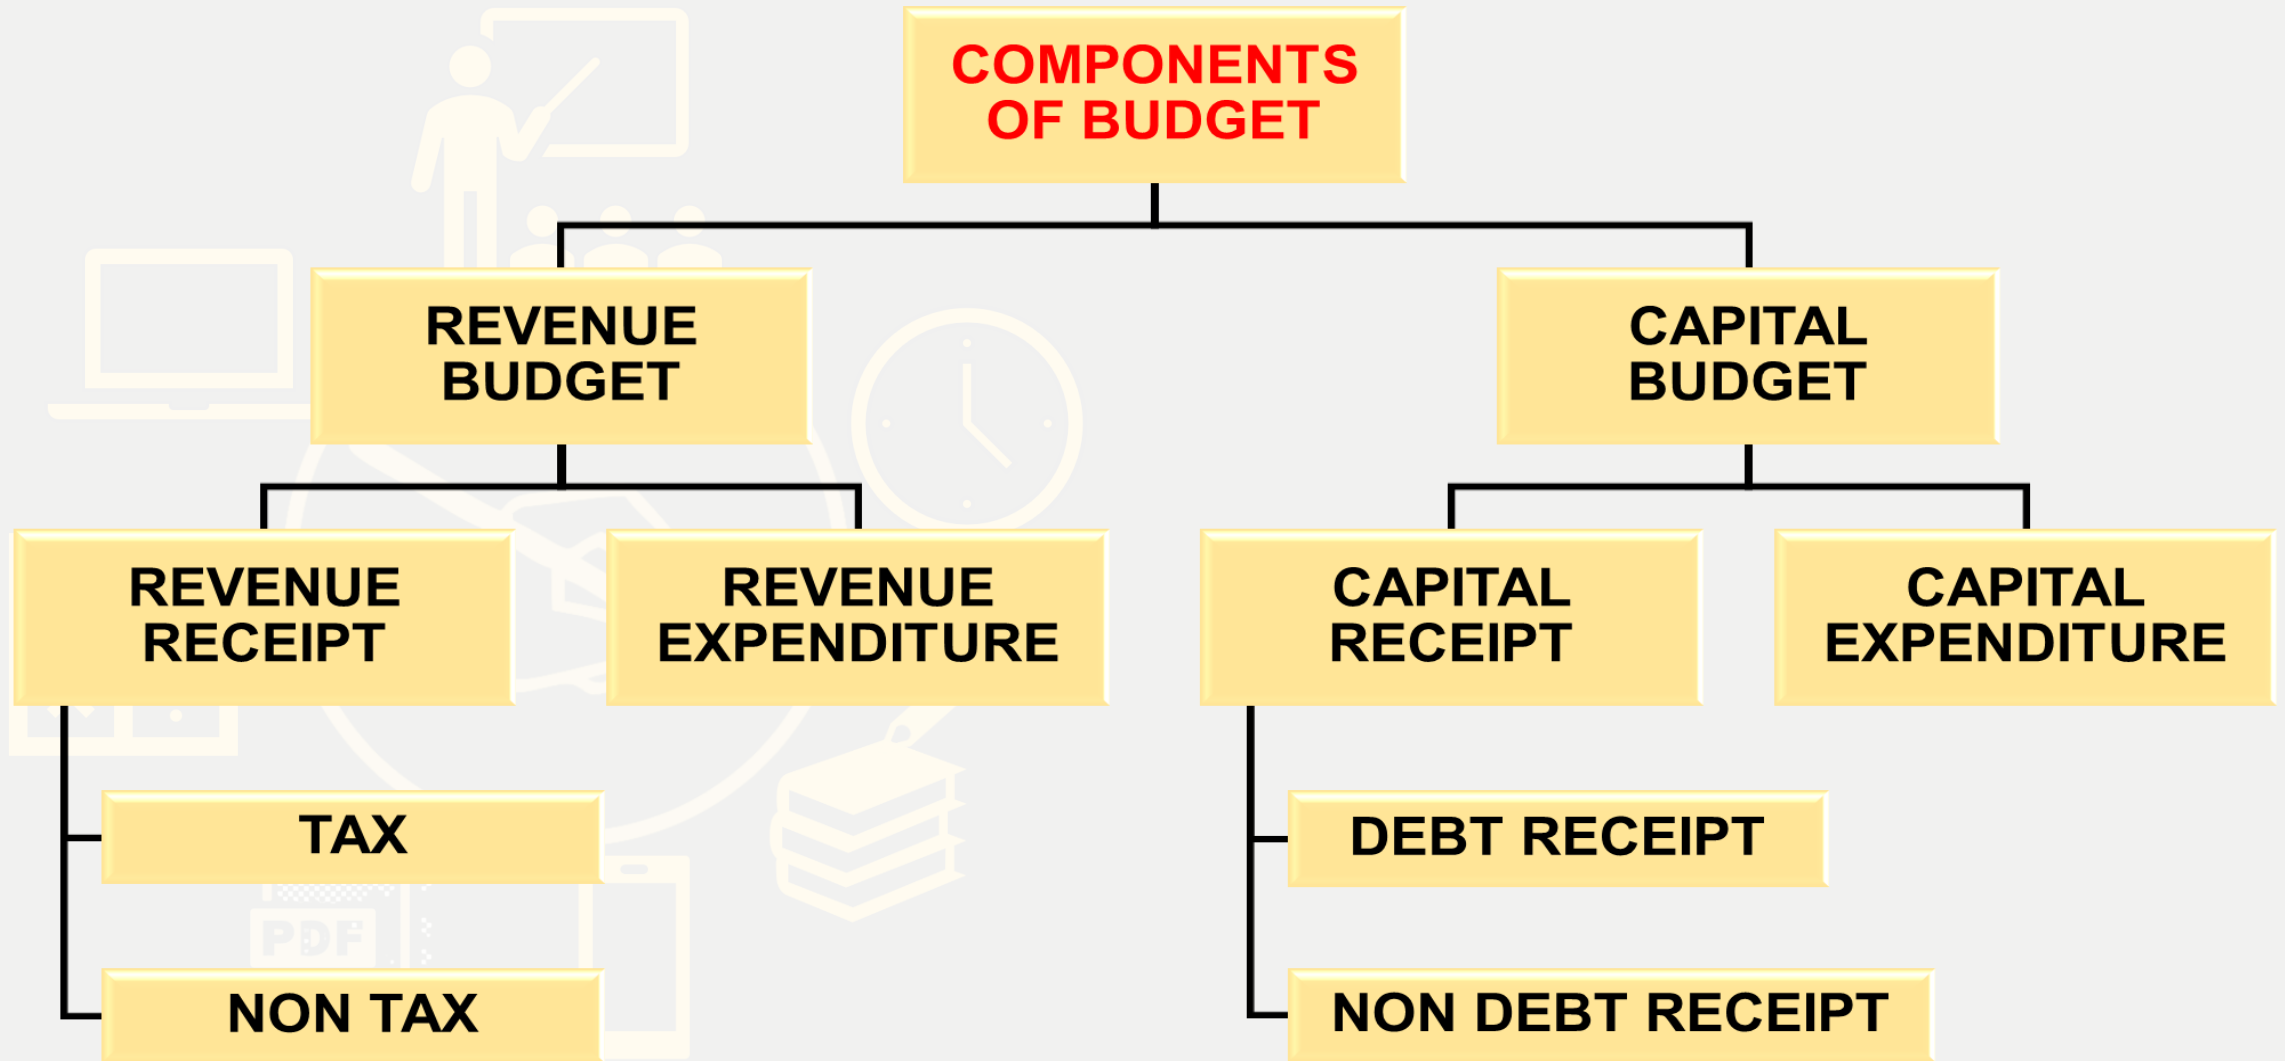 COMPONENTS
OF BUDGET
REVENUE
BUDGET
CAPITAL
BUDGET
REVENUE
RECEIPT
REVENUE
EXPENDITURE
CAPITAL
RECEIPT
CAPITAL
EXPENDITURE
TAX
DEBT RECEIPT
PDF
NON TAX
NON DEBT RECEIPT